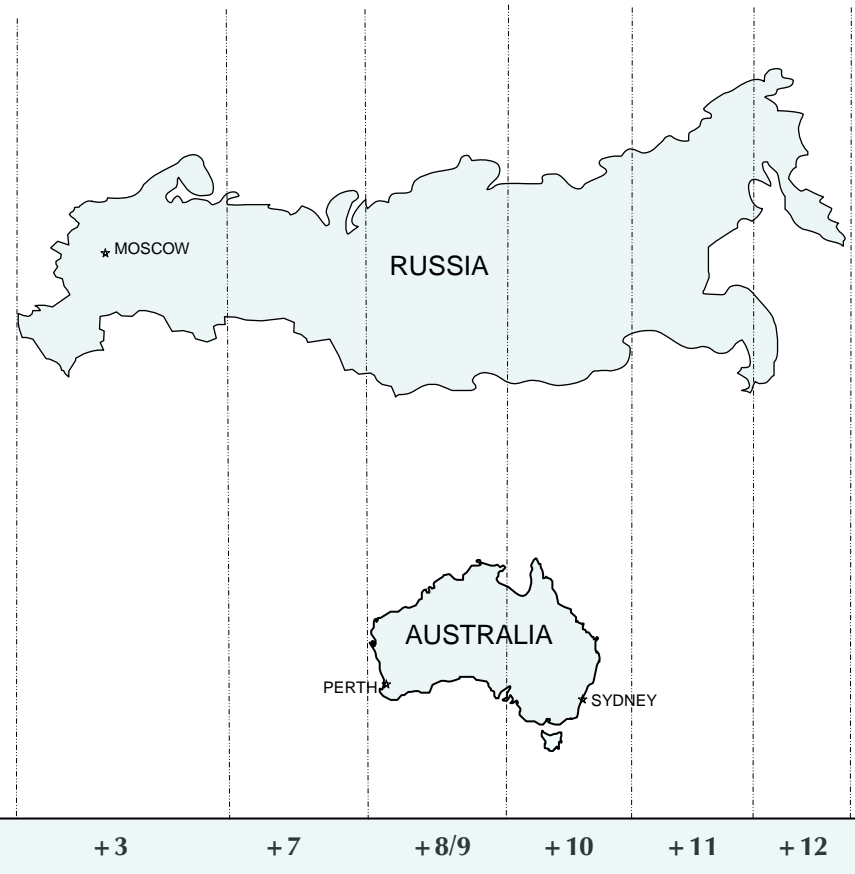 MOSCOW
RUSSIA
AUSTRALIA
PERTH
SYDNEY
+3 +7 +8/9 +10 +11 +12